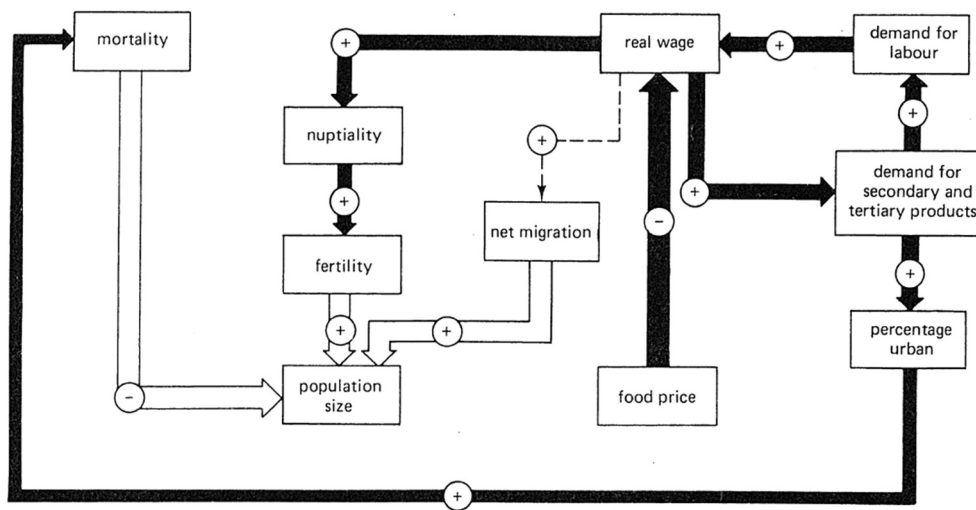 mortality
+
real wage
+
demand for
labour
nuptiality
+
+
demand for
secondary and
tertiary products
+
+
net migration
−
fertility
+
+
+
percentage
urban
−
population
size
food price
+